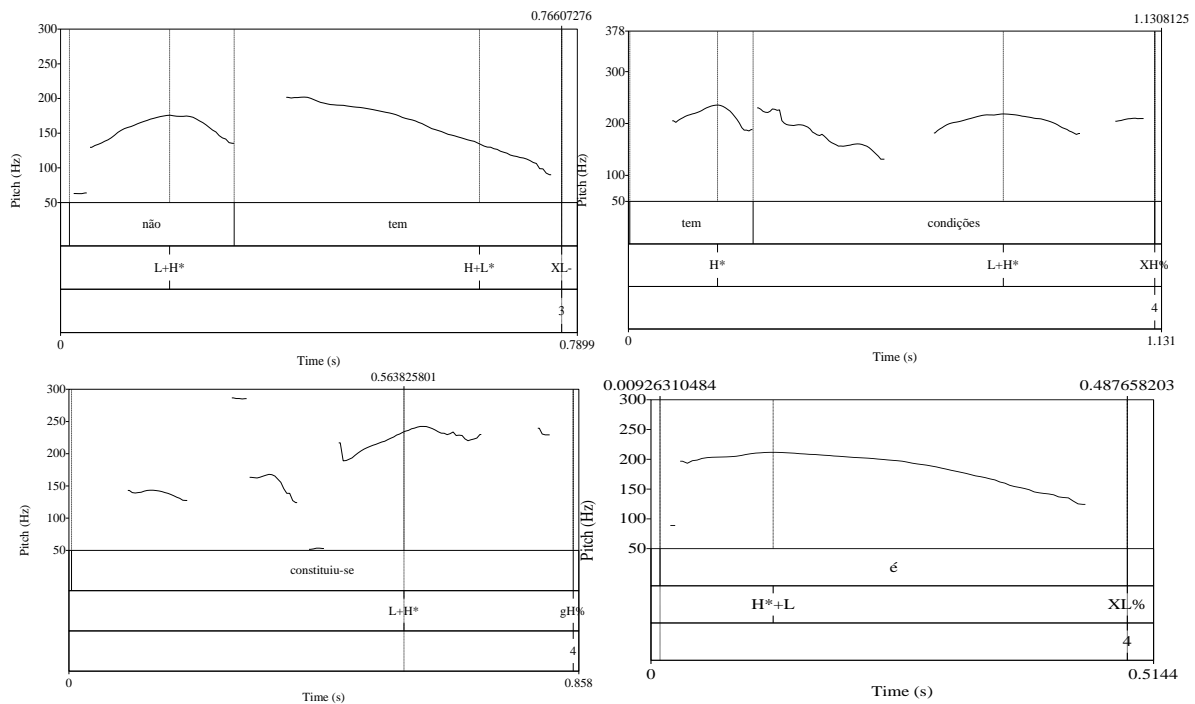 0.76607276
300
250
200
150
100
50
Pitch (Hz)
não tem
L+H* H+L* XL-
3
0 0.7899
Time (s)
1.1308125
378
300
200
100
50
Pitch (Hz)
tem condições
H* L+H* XH%
4
0 1.131
Time (s)
0.563825801
300
250
200
150
100
50
Pitch (Hz)
constituiu-se
L+H* gH%
4
0 0.858
Time (s)
0.00926310484 0.487658203
300
250
200
150
100
50
Pitch (Hz)
é
H*+L XL%
4
0 0.5144
Time (s)